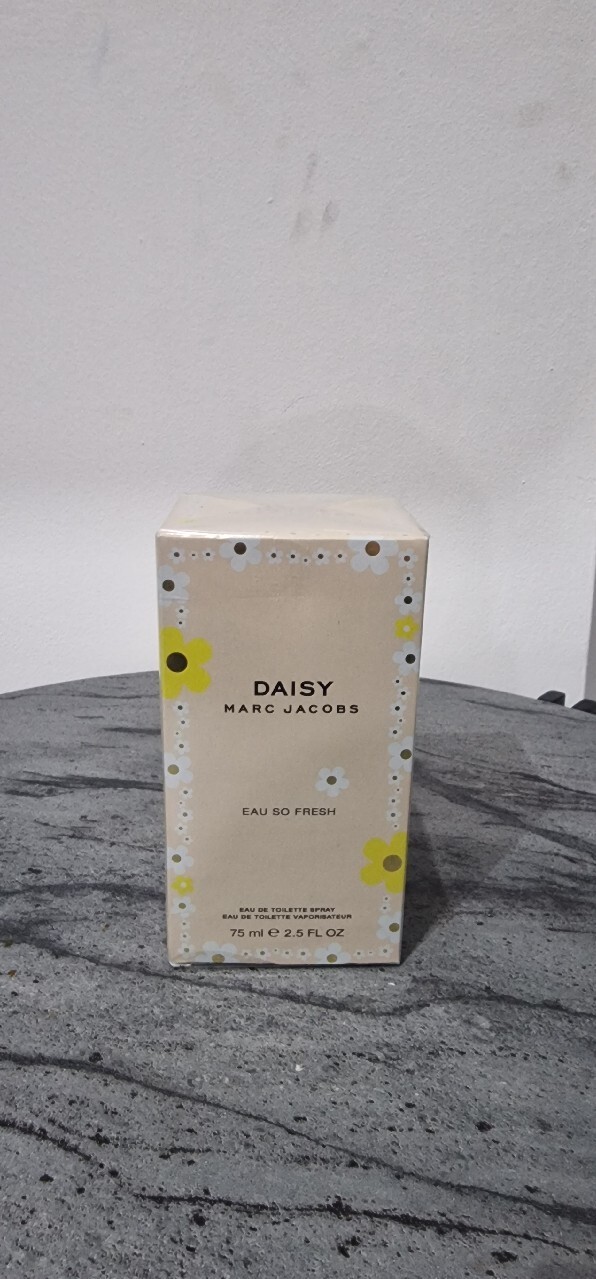 DAISY
MARC JACOBS
EAU SO FRESH
EAU DE TOILETTE SPRAY
EAU DE TOILETTE VAPORISATEUR
75 ml ℮ 2.5 FL OZ